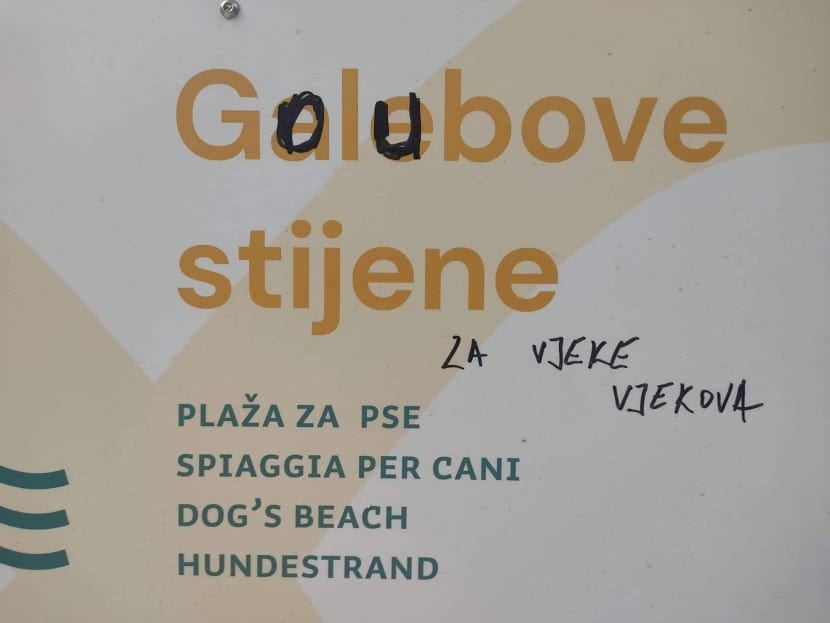 Golubove
stijene
ZA VJEKE
VJEKOVA
PLAŽA ZA PSE
SPIAGGIA PER CANI
DOG'S BEACH
HUNDESTRAND